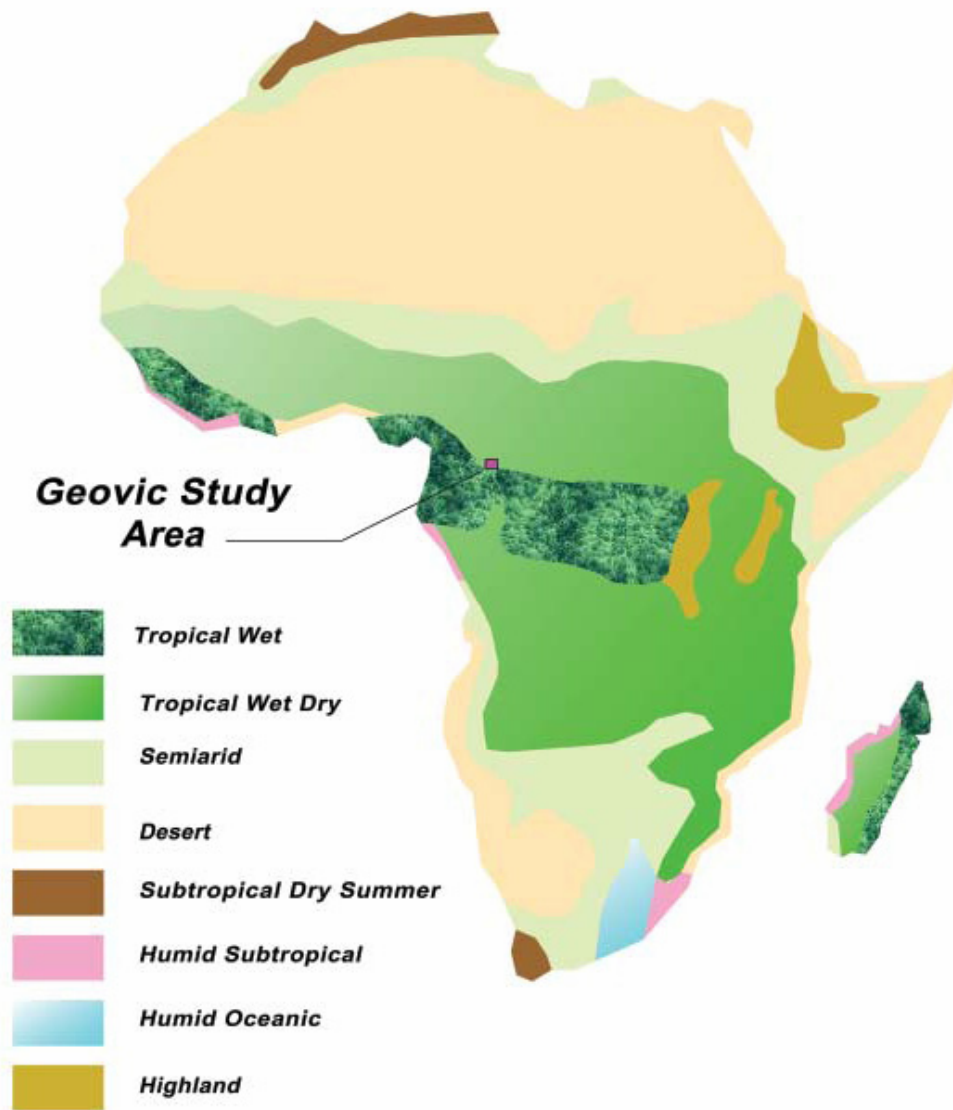 Geovic Study
Area
Tropical Wet
Tropical Wet Dry
Semiarid
Desert
Subtropical Dry Summer
Humid Subtropical
Humid Oceanic
Highland